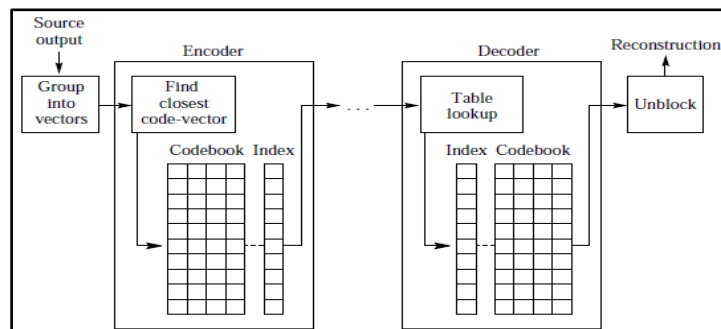 Source
output
Encoder
Decoder
Reconstruction
Group
into
vectors
Find
closest
code-vector
. . .
Table
lookup
Unblock
Codebook Index
Index Codebook